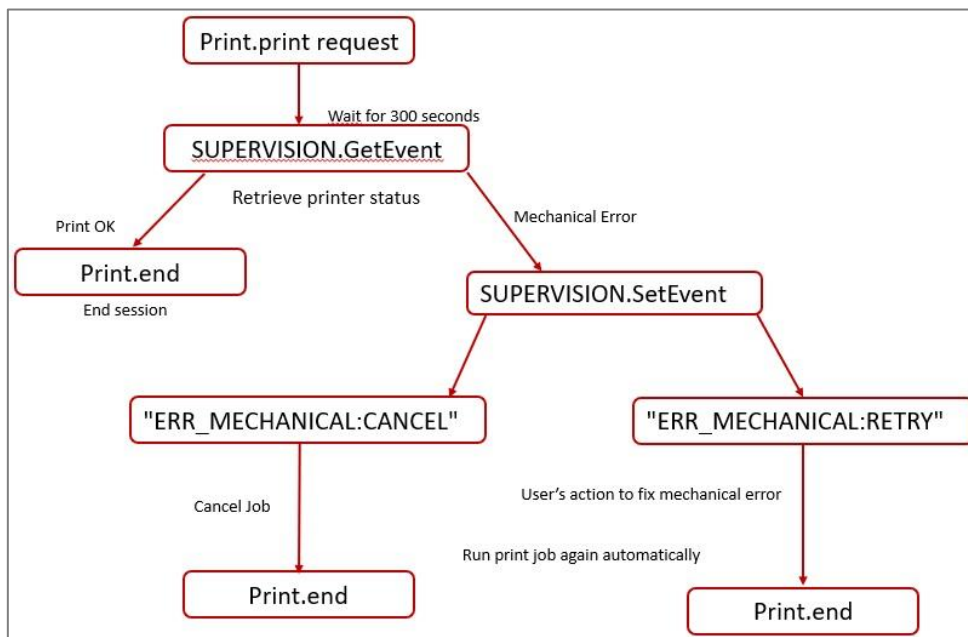 Print.print request
Wait for 300 seconds
SUPERVISION.GetEvent
Retrieve printer status
Print OK
Mechanical Error
Print.end
End session
SUPERVISION.SetEvent
"ERR_MECHANICAL:CANCEL"
"ERR_MECHANICAL:RETRY"
Cancel Job
User's action to fix mechanical error
Run print job again automatically
Print.end
Print.end